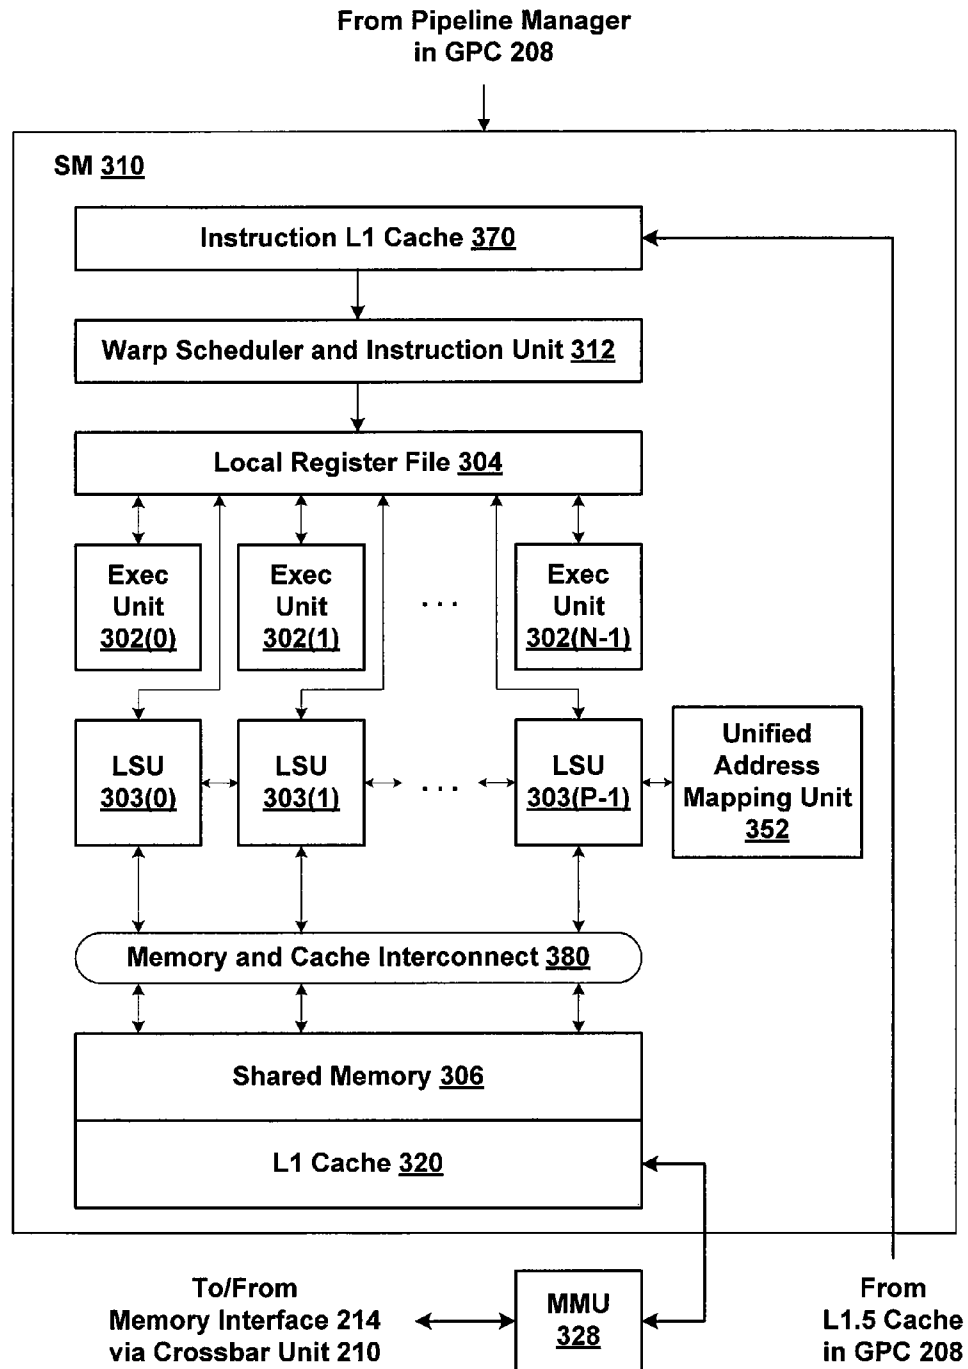 From Pipeline Manager
in GPC 208
SM 310
Instruction L1 Cache 370
Warp Scheduler and Instruction Unit 312
Local Register File 304
Exec
Unit
302(0)
Exec
Unit
302(1)
. . .
Exec
Unit
302(N-1)
LSU
303(0)
LSU
303(1)
. . .
LSU
303(P-1)
Unified
Address
Mapping Unit
352
Memory and Cache Interconnect 380
Shared Memory 306
L1 Cache 320
To/From
Memory Interface 214
via Crossbar Unit 210
MMU
328
From
L1.5 Cache
in GPC 208